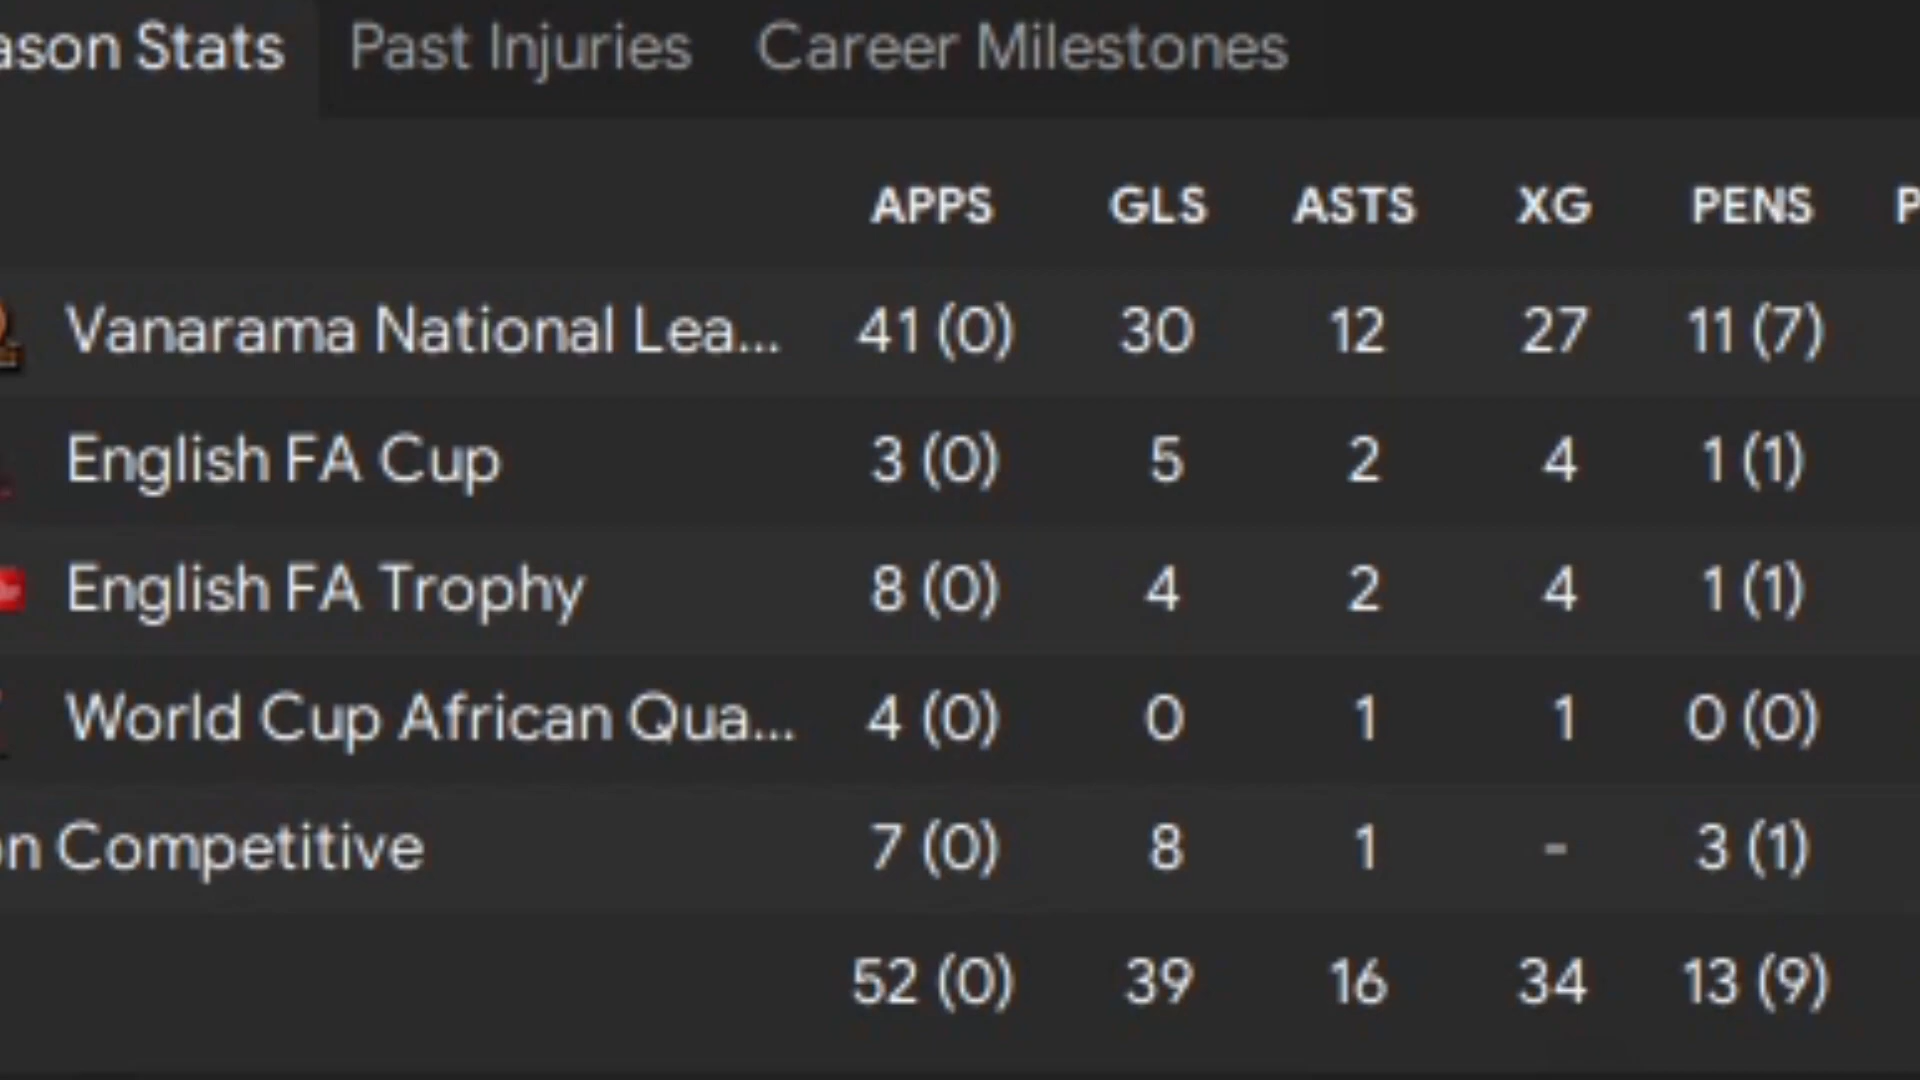 ason Stats Past Injuries Career Milestones
APPS GLS ASTS XG PENS P
Vanarama National Lea... 41 (0) 30 12 27 11 (7)
English FA Cup 3 (0) 5 2 4 1 (1)
English FA Trophy 8 (0) 4 2 4 1 (1)
World Cup African Qua... 4 (0) 0 1 1 0 (0)
on Competitive 7 (0) 8 1 - 3 (1)
52 (0) 39 16 34 13 (9)